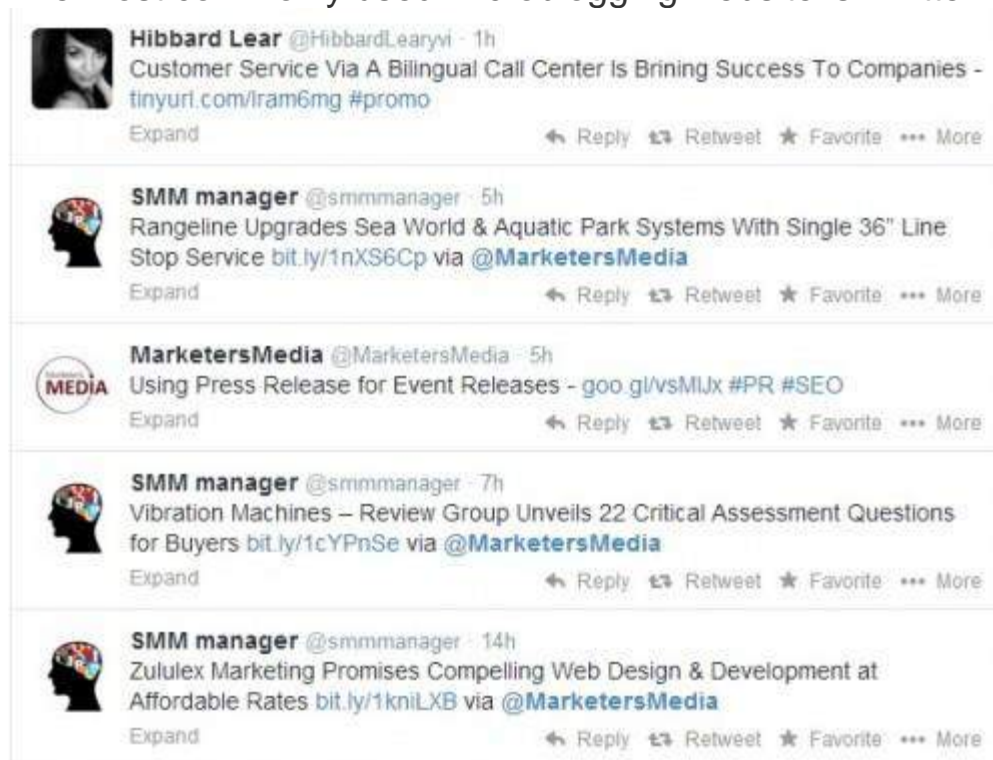 Hibbard Lear @HibbardLearyvi · 1h
Customer Service Via A Bilingual Call Center Is Brining Success To Companies -
tinyurl.com/lram6mg #promo
Expand Reply Retweet Favorite More
SMM manager @smmmanager · 5h
Rangeline Upgrades Sea World & Aquatic Park Systems With Single 36" Line
Stop Service bit.ly/1nXS6Cp via @MarketersMedia
Expand Reply Retweet Favorite More
MarketersMedia @MarketersMedia · 5h
MEDIA Using Press Release for Event Releases - goo.gl/vsMlJx #PR #SEO
Expand Reply Retweet Favorite More
SMM manager @smmmanager · 7h
Vibration Machines – Review Group Unveils 22 Critical Assessment Questions
for Buyers bit.ly/1cYPnSe via @MarketersMedia
Expand Reply Retweet Favorite More
SMM manager @smmmanager · 14h
Zululex Marketing Promises Compelling Web Design & Development at
Affordable Rates bit.ly/1kniLXB via @MarketersMedia
Expand Reply Retweet Favorite More